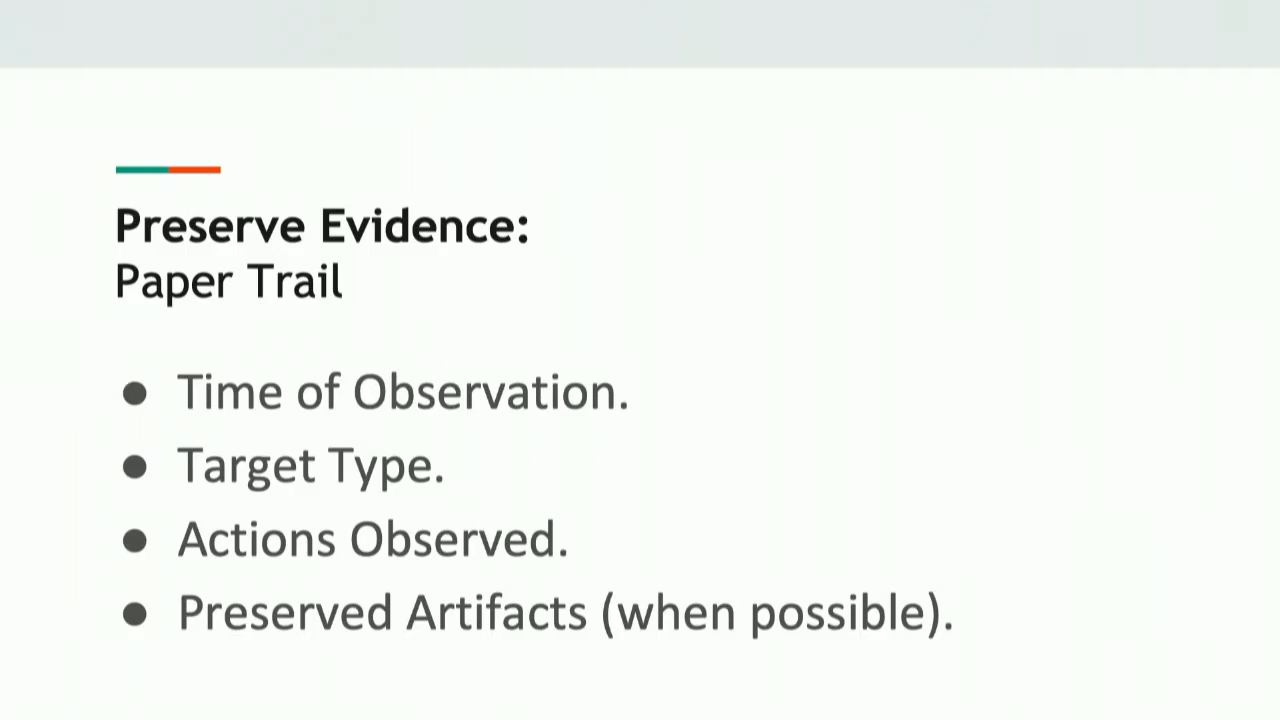 Preserve Evidence:
Paper Trail
● Time of Observation.
● Target Type.
● Actions Observed.
● Preserved Artifacts (when possible).